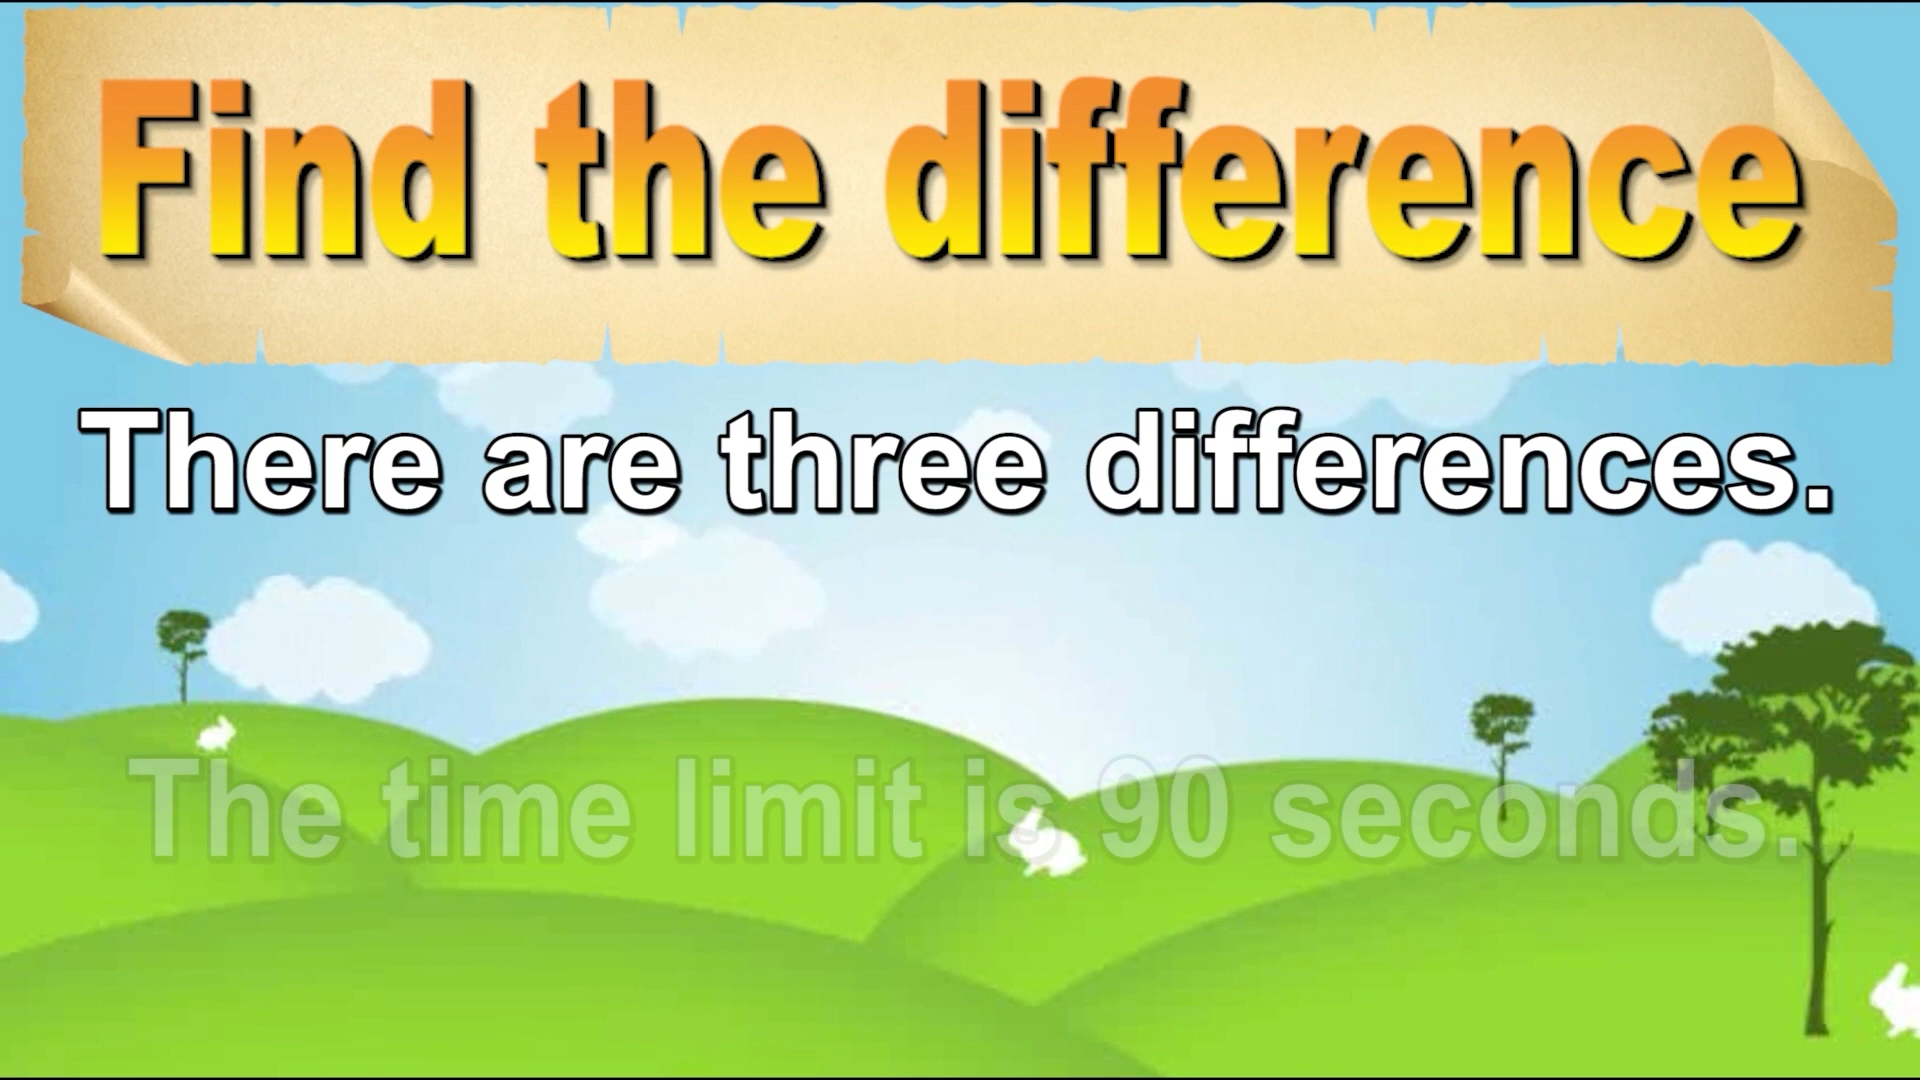 Find the difference
There are three differences.
The time limit is 90 seconds.